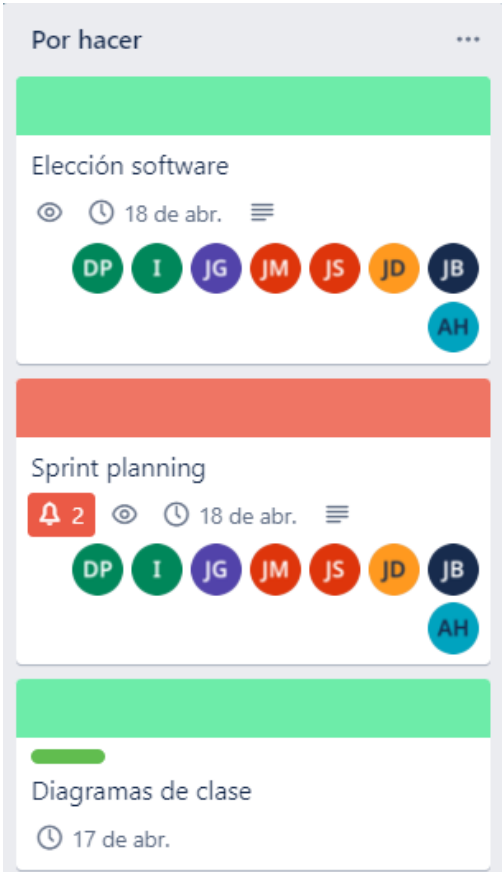 Por hacer
Elección software
18 de abr.
DP I JG JM JS JD JB
AH
Sprint planning
2 18 de abr.
DP I JG JM JS JD JB
AH
Diagramas de clase
17 de abr.